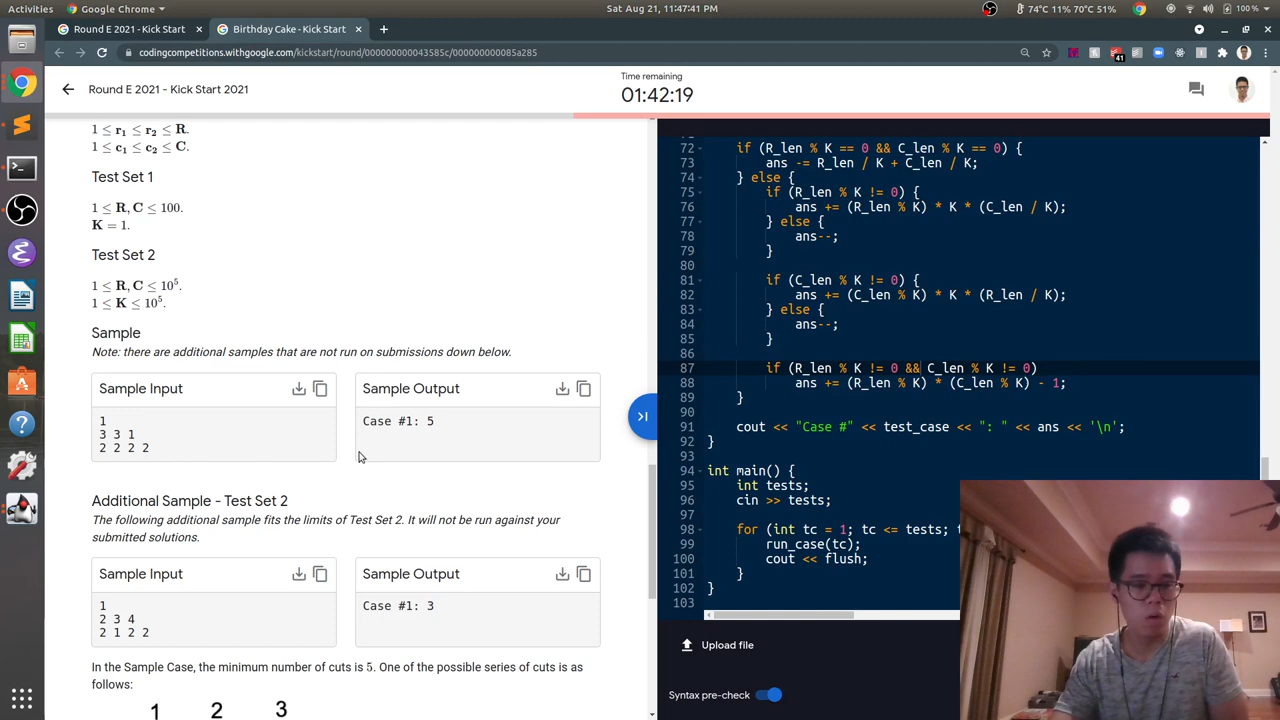 Activities
Google Chrome
Sat Aug 21, 11:47:41 PM
74°C 11% 70°C 51%
100 %
Round E 2021 - Kick Start
Birthday Cake - Kick Start
codingcompetitions.withgoogle.com/kickstart/round/000000000043585c/000000000085a285
41
Round E 2021 - Kick Start 2021
Time remaining
01:42:19
1 ≤ r1 ≤ r2 ≤ R.
1 ≤ c1 ≤ c2 ≤ C.
Test Set 1
1 ≤ R, C ≤ 100.
K = 1.
Test Set 2
1 ≤ R, C ≤ 10^5.
1 ≤ K ≤ 10^5.
Sample
Note: there are additional samples that are not run on submissions down below.
Sample Input
1
3 3 1
2 2 2 2
Sample Output
Case #1: 5
Additional Sample - Test Set 2
The following additional sample fits the limits of Test Set 2. It will not be run against your
submitted solutions.
Sample Input
1
2 3 4
2 1 2 2
Sample Output
Case #1: 3
In the Sample Case, the minimum number of cuts is 5. One of the possible series of cuts is as
follows:
1 2 3
72 if (R_len % K == 0 && C_len % K == 0) {
73 ans -= R_len / K + C_len / K;
74 } else {
75 if (R_len % K != 0) {
76 ans += (R_len % K) * K * (C_len / K);
77 } else {
78 ans--;
79 }
80
81 if (C_len % K != 0) {
82 ans += (C_len % K) * K * (R_len / K);
83 } else {
84 ans--;
85 }
86
87 if (R_len % K != 0 && C_len % K != 0)
88 ans += (R_len % K) * (C_len % K) - 1;
89 }
90
91 cout << "Case #" << test_case << ": " << ans << '\n';
92 }
93
94 int main() {
95 int tests;
96 cin >> tests;
97
98 for (int tc = 1; tc <= tests;
99 run_case(tc);
100 cout << flush;
101 }
102 }
103
Upload file
Syntax pre-check